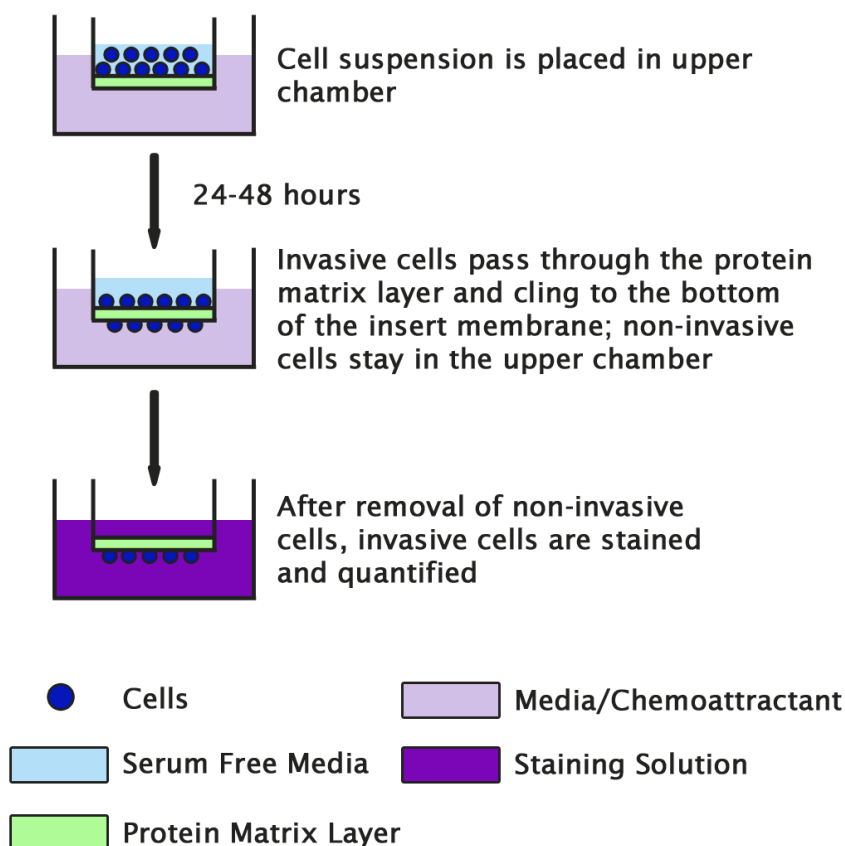 Cell suspension is placed in upper
chamber
24-48 hours
Invasive cells pass through the protein
matrix layer and cling to the bottom
of the insert membrane; non-invasive
cells stay in the upper chamber
After removal of non-invasive
cells, invasive cells are stained
and quantified
Cells
Media/Chemoattractant
Serum Free Media
Staining Solution
Protein Matrix Layer